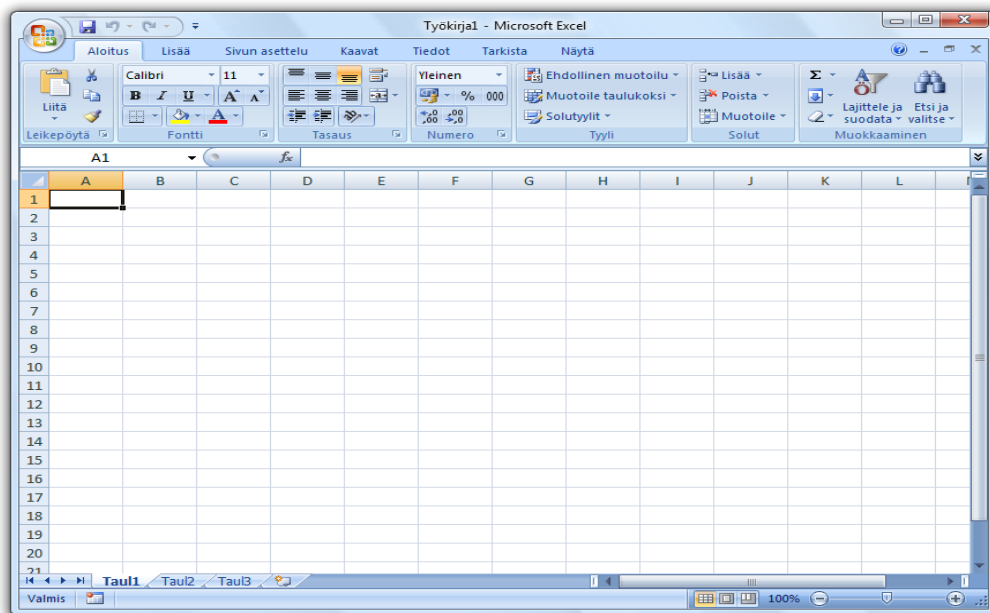 Työkirja1 - Microsoft Excel
Aloitus Lisää Sivun asettelu Kaavat Tiedot Tarkista Näytä
Liitä
Leikepöytä
Calibri 11
B I U A A
A
Fontti
Tasaus
Yleinen
% 000
,00 ,00
Numero
Ehdollinen muotoilu
Muotoile taulukoksi
Solutyylit
Tyyli
Lisää
Poista
Muotoile
Solut
Σ
Lajittele ja suodata
Etsi ja valitse
Muokkaaminen
A1 fx
A B C D E F G H I J K L
1
2
3
4
5
6
7
8
9
10
11
12
13
14
15
16
17
18
19
20
21
Taul1 Taul2 Taul3
Valmis 100%